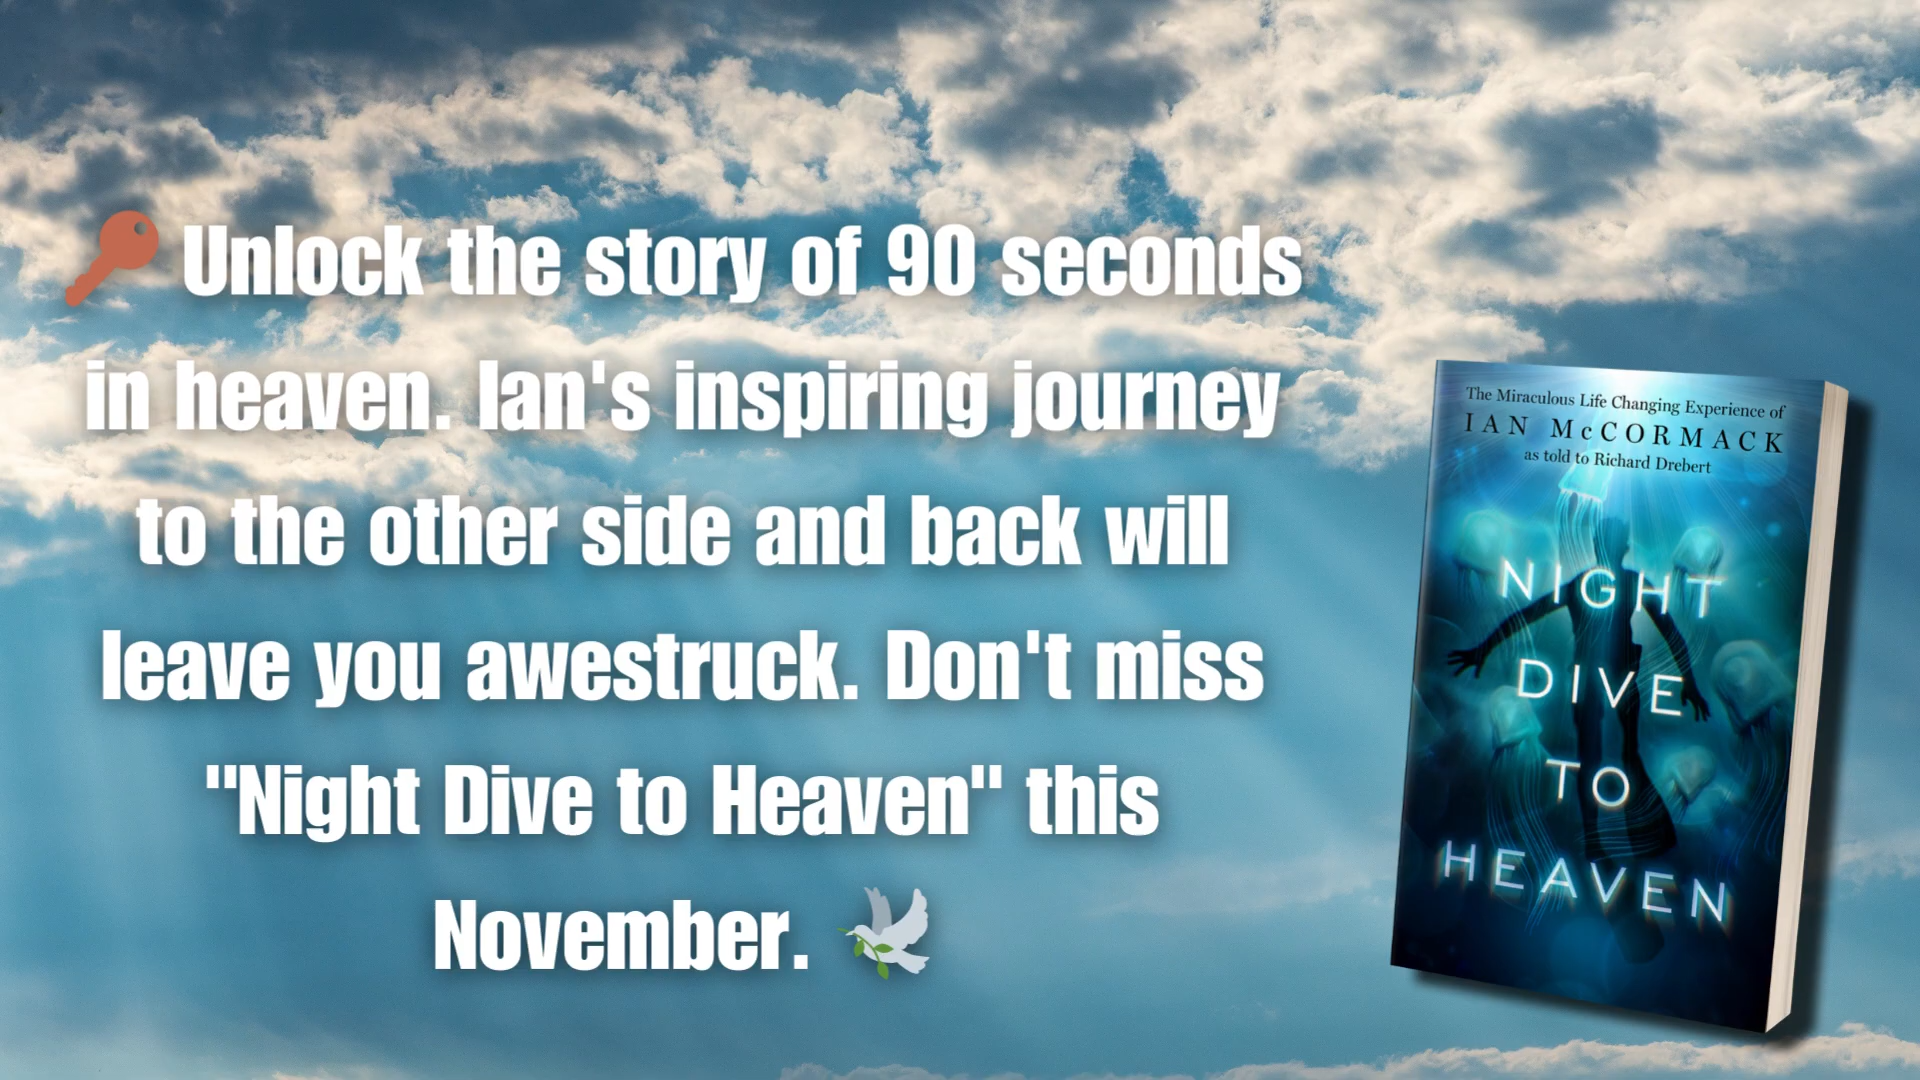 🔑 Unlock the story of 90 seconds
in heaven. Ian's inspiring journey
to the other side and back will
leave you awestruck. Don't miss
"Night Dive to Heaven" this
November. 🕊️
The Miraculous Life Changing Experience of
IAN McCORMACK
as told to Richard Drebert
NIGHT
DIVE
TO
HEAVEN